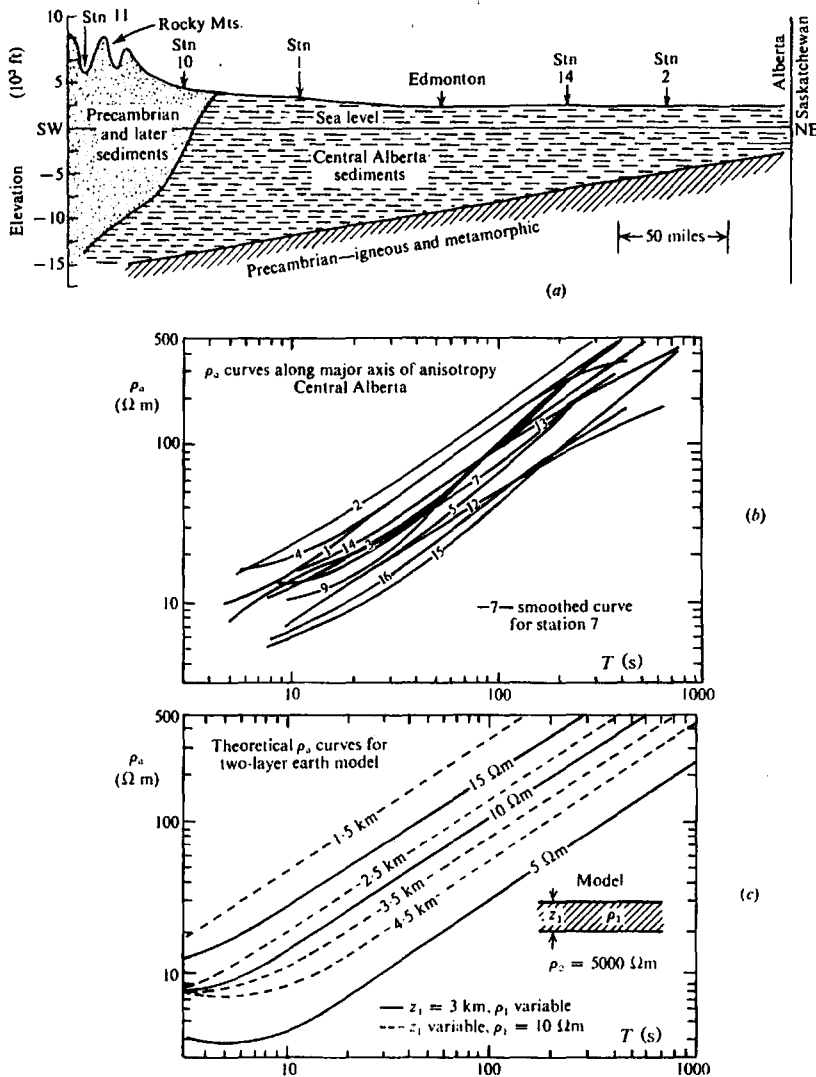 Stn 11
Rocky Mts.
Stn
10
Stn
1
Edmonton
Stn
14
Stn
2
Alberta
Saskatchewan
Elevation
(10³ ft)
10
5
SW
−5
−10
−15
Precambrian
and later
sediments
Sea level
NE
Central Alberta
sediments
Precambrian—igneous and metamorphic
50 miles
(a)
500
ρₐ
(Ω m)
100
10
ρₐ curves along major axis of anisotropy
Central Alberta
2
4
1
14
3
9
16
15
12
5
7
13
—7— smoothed curve
for station 7
T (s)
10
100
1000
(b)
500
ρₐ
(Ω m)
100
10
Theoretical ρₐ curves for
two-layer earth model
1·5 km
15 Ωm
2·5 km
10 Ωm
3·5 km
4·5 km
5 Ωm
Model
z₁
ρ₁
ρ₂ = 5000 Ωm
— z₁ = 3 km, ρ₁ variable
--- z₁ variable, ρ₁ = 10 Ωm
T (s)
10
100
1000
(c)